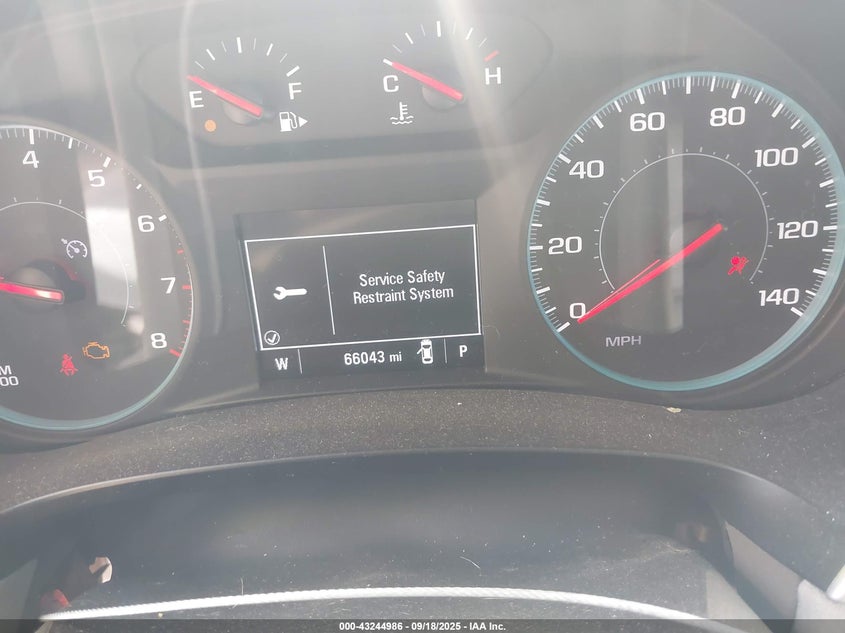 E
F
C
H
4
5
6
7
8
M
00
Service Safety
Restraint System
W
66043 mi
P
0
20
40
60
80
100
120
140
MPH
000-43244986 - 09/18/2025 - IAA Inc.